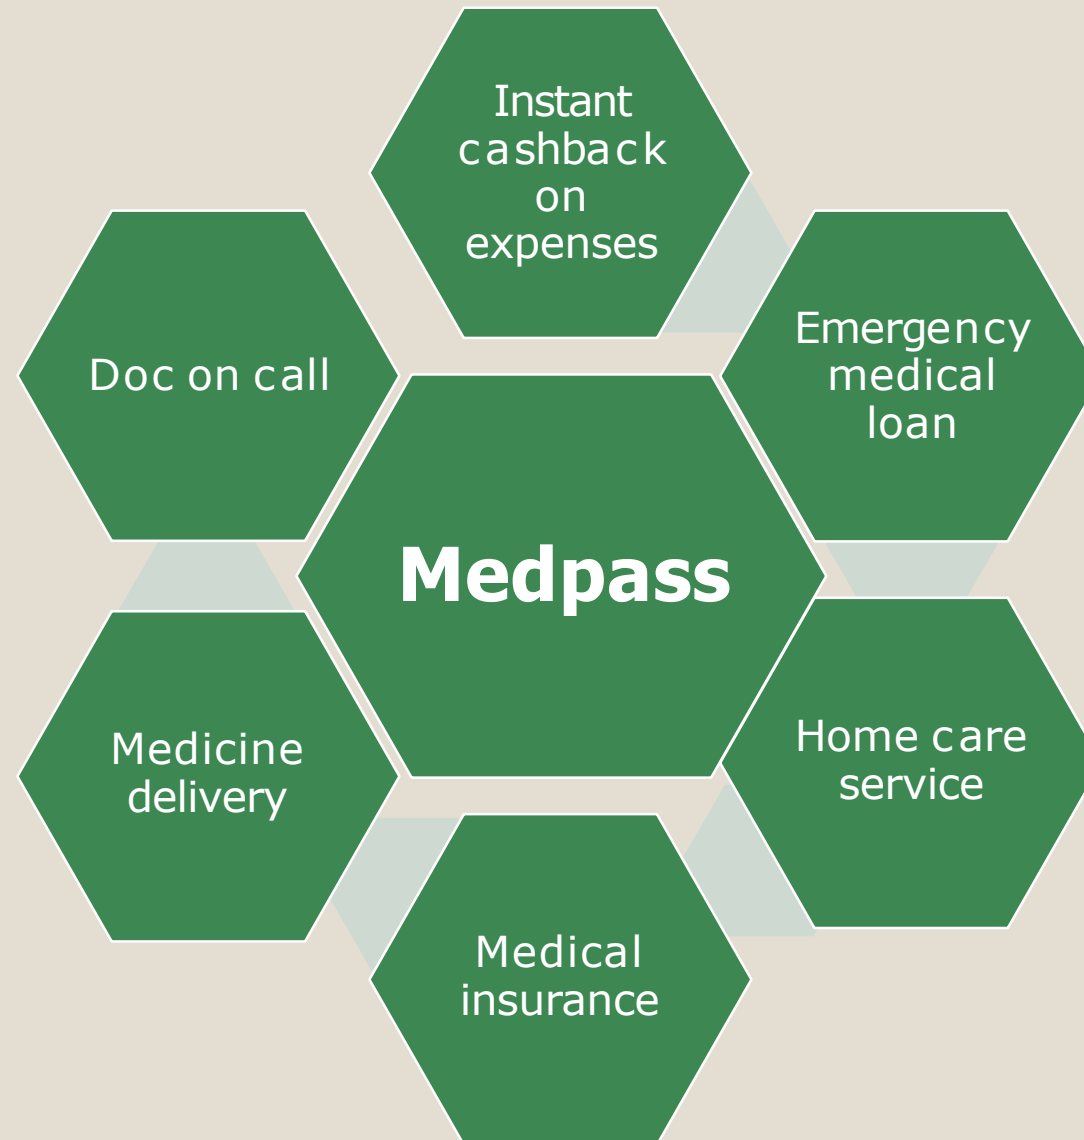 Instant
cashback
on
expenses
Emergency
medical
loan
Doc on call
Medpass
Home care
service
Medicine
delivery
Medical
insurance